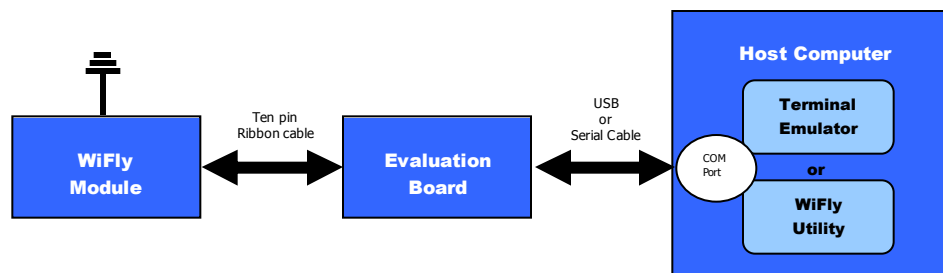 WiFly
Module
Ten pin
Ribbon cable
Evaluation
Board
USB
or
Serial Cable
Host Computer
COM
Port
Terminal
Emulator
or
WiFly
Utility